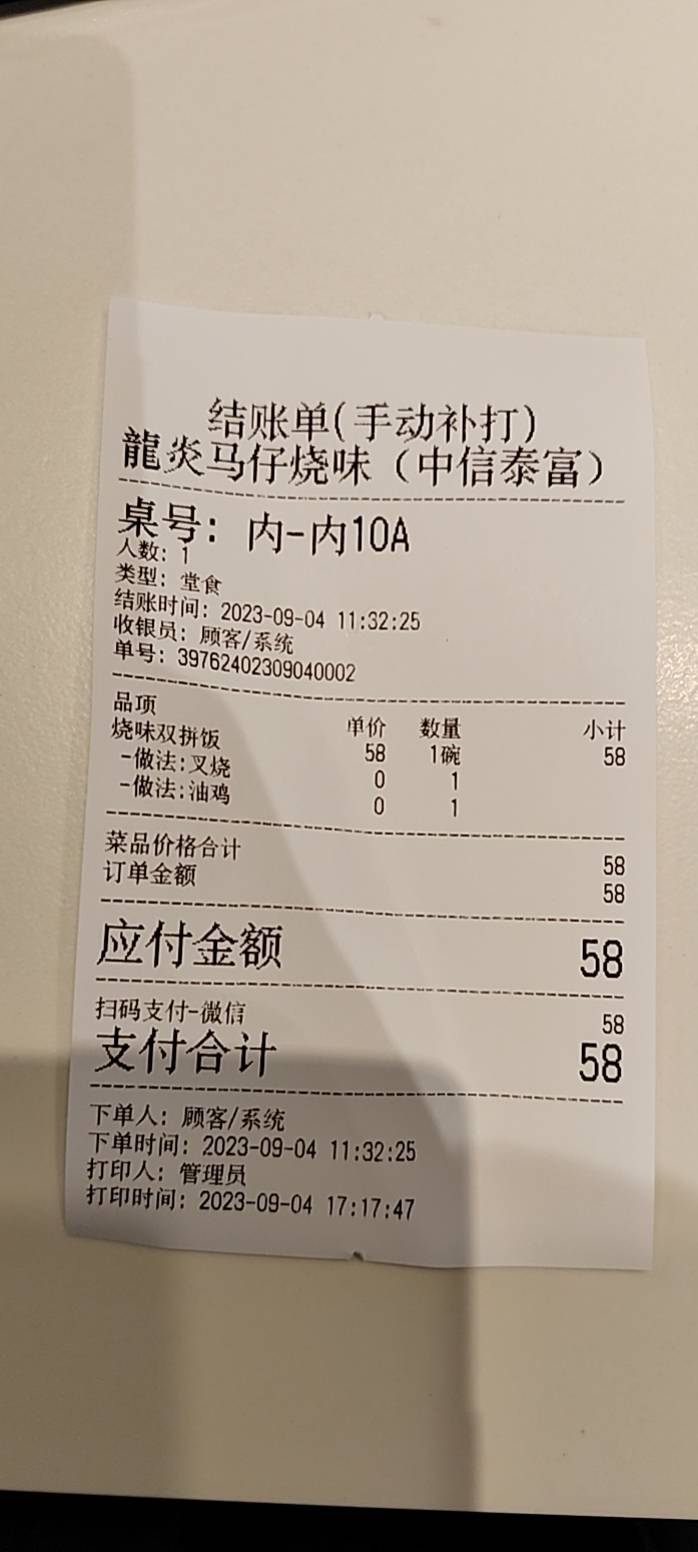 结账单(手动补打)
龍炎马仔烧味（中信泰富）
桌号: 内-内10A
人数: 1
类型: 堂食
结账时间: 2023-09-04 11:32:25
收银员: 顾客/系统
单号: 39762402309040002
品项 单价 数量 小计
烧味双拼饭 58 1碗 58
-做法:叉烧 0 1
-做法:油鸡 0 1
菜品价格合计 58
订单金额 58
应付金额 58
扫码支付-微信 58
支付合计 58
下单人: 顾客/系统
下单时间: 2023-09-04 11:32:25
打印人: 管理员
打印时间: 2023-09-04 17:17:47